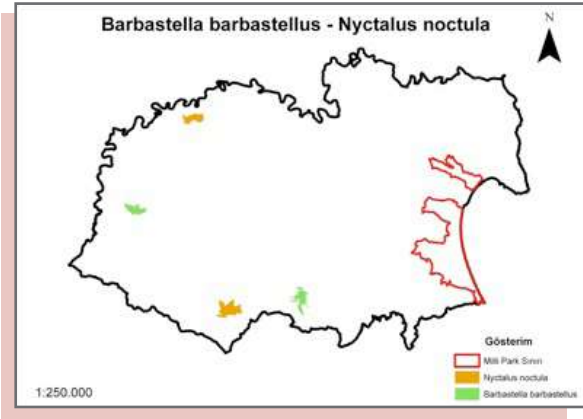 Barbastella barbastellus - Nyctalus noctula
N
Gösterim
Milli Park Sınırı
Nyctalus noctula
Barbastella barbastellus
1:250.000